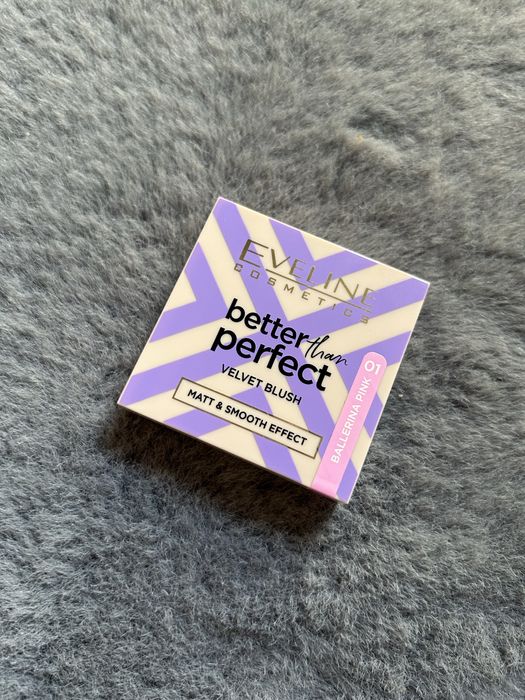 EVELINE
COSMETICS
better than
perfect
VELVET BLUSH
MATT & SMOOTH EFFECT
BALLERINA PINK 01